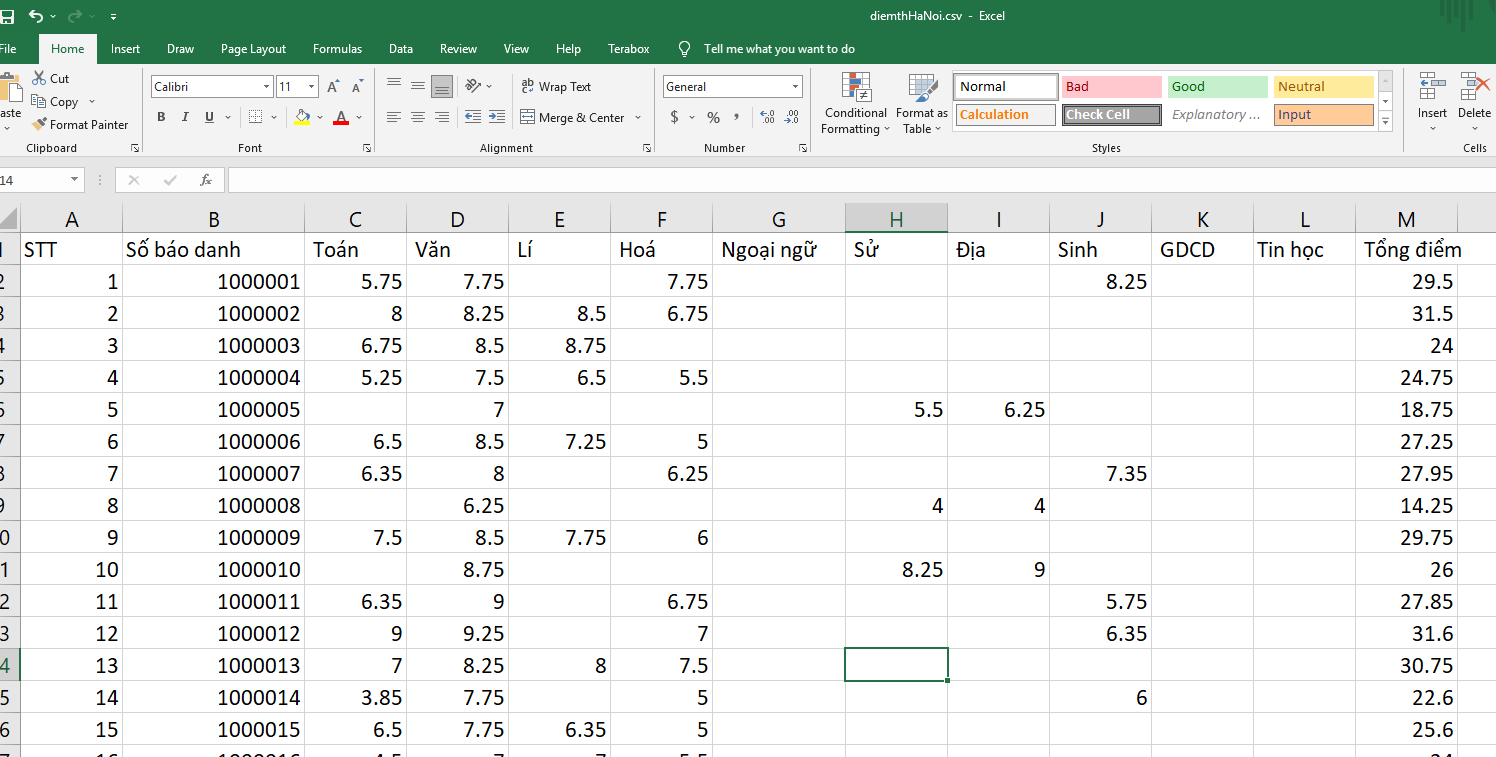 diemthHaNoi.csv - Excel
File Home Insert Draw Page Layout Formulas Data Review View Help Terabox Tell me what you want to do
Cut
Copy
Format Painter
Clipboard
Calibri 11 A A
B I U A
Font
ab Wrap Text
Merge & Center
Alignment
General
$ % , .00 .00
Number
Conditional Formatting
Format as Table
Normal Bad Good Neutral
Calculation Check Cell Explanatory ... Input
Styles
Insert Delete
Cells
14 fx
A B C D E F G H I J K L M
STT Số báo danh Toán Văn Lí Hoá Ngoại ngữ Sử Địa Sinh GDCD Tin học Tổng điểm
2 1 1000001 5.75 7.75 7.75 8.25 29.5
3 2 1000002 8 8.25 8.5 6.75 31.5
4 3 1000003 6.75 8.5 8.75 24
5 4 1000004 5.25 7.5 6.5 5.5 24.75
6 5 1000005 7 5.5 6.25 18.75
7 6 1000006 6.5 8.5 7.25 5 27.25
8 7 1000007 6.35 8 6.25 7.35 27.95
9 8 1000008 6.25 4 4 14.25
0 9 1000009 7.5 8.5 7.75 6 29.75
1 10 1000010 8.75 8.25 9 26
2 11 1000011 6.35 9 6.75 5.75 27.85
3 12 1000012 9 9.25 7 6.35 31.6
4 13 1000013 7 8.25 8 7.5 30.75
5 14 1000014 3.85 7.75 5 6 22.6
6 15 1000015 6.5 7.75 6.35 5 25.6